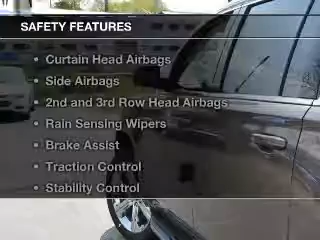 SAFETY FEATURES
• Curtain Head Airbags
• Side Airbags
• 2nd and 3rd Row Head Airbags
• Rain Sensing Wipers
• Brake Assist
• Traction Control
• Stability Control